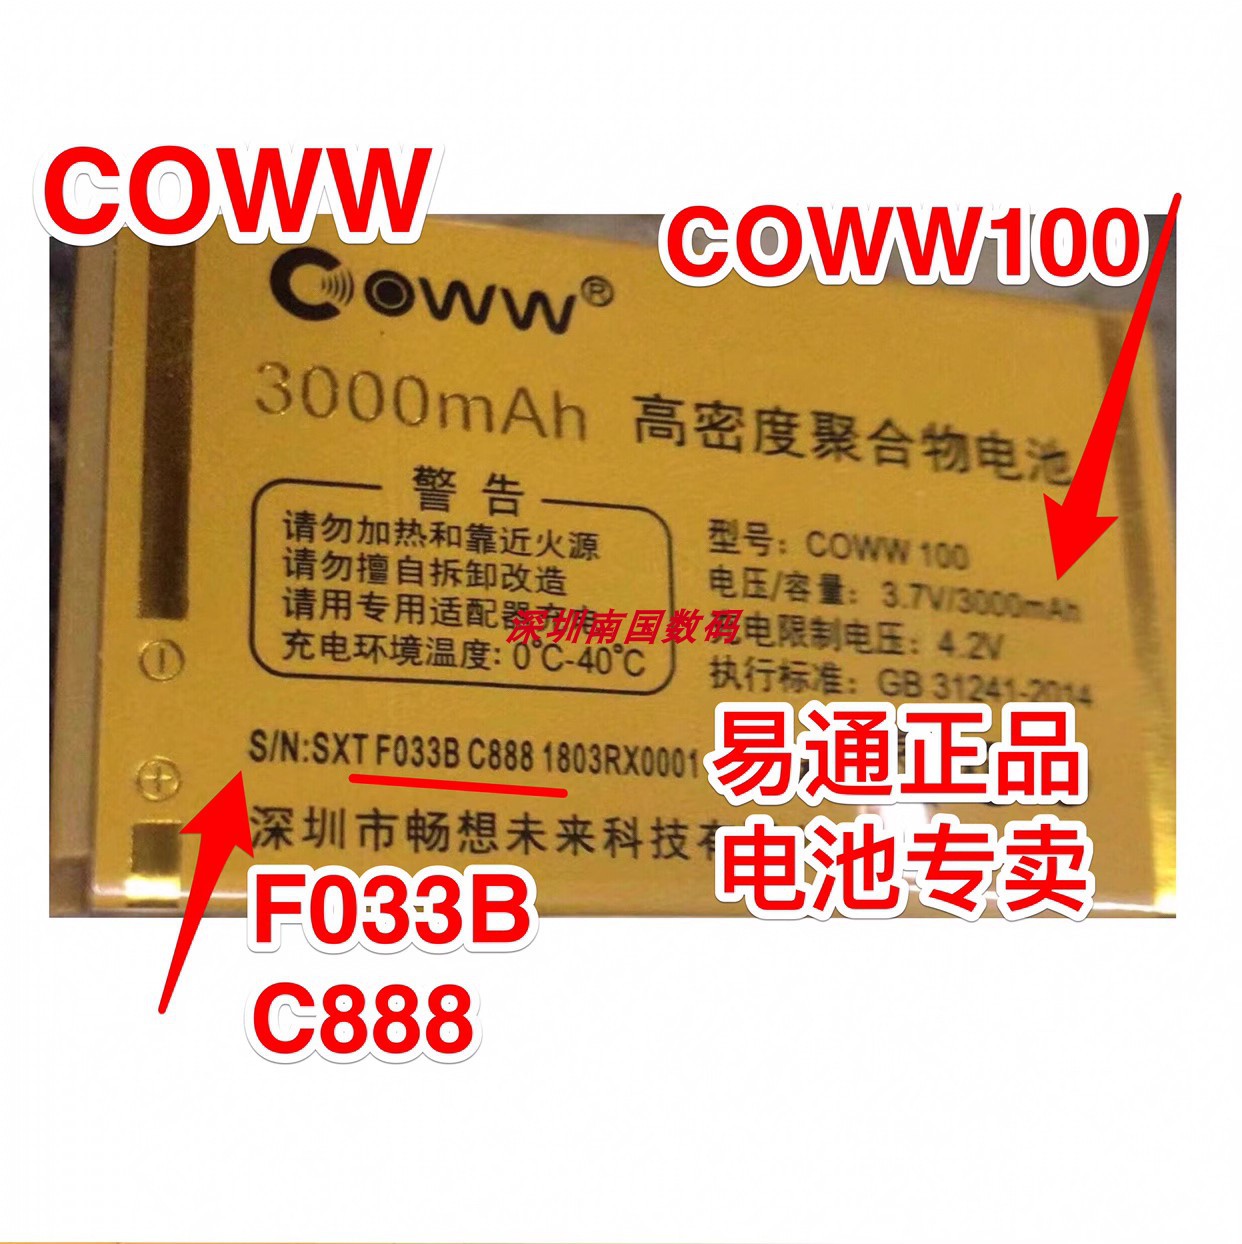 COWW
COWW100
COWW®
3000mAh 高密度聚合物电池
警告
请勿加热和靠近火源
请勿擅自拆卸改造
请用专用适配器充电
充电环境温度: 0℃-40℃
型号: COWW 100
电压/容量: 3.7V/3000mAh
充电限制电压: 4.2V
执行标准: GB 31241-2014
深圳南国数码
S/N:SXT F033B C888 1803RX0001
深圳市畅想未来科技有
易通正品
电池专卖
F033B
C888